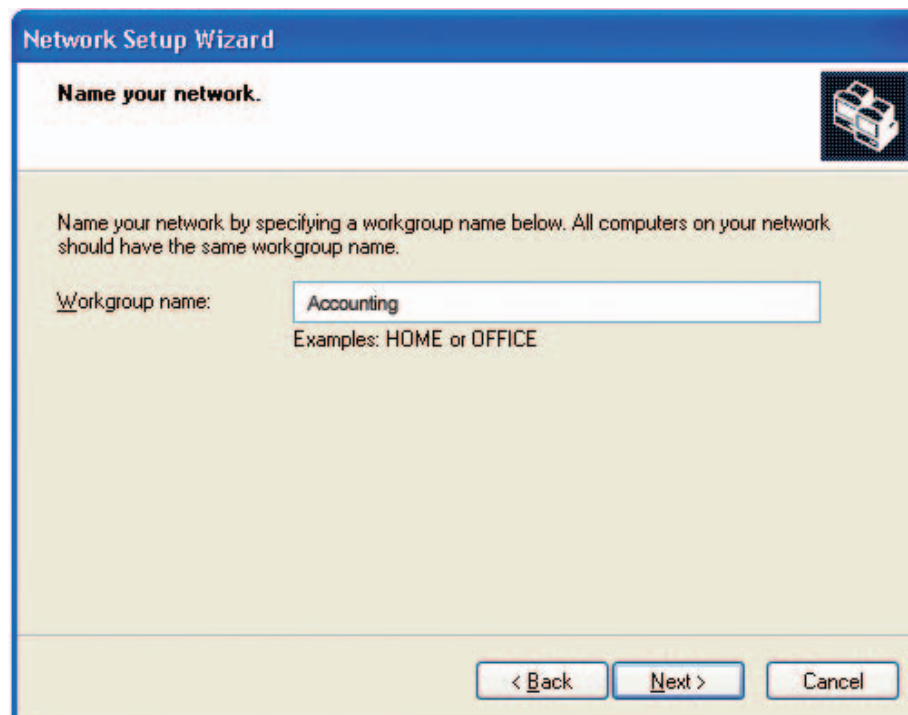 Network Setup Wizard
Name your network.
Name your network by specifying a workgroup name below. All computers on your network
should have the same workgroup name.
Workgroup name: Accounting
Examples: HOME or OFFICE
< Back Next > Cancel